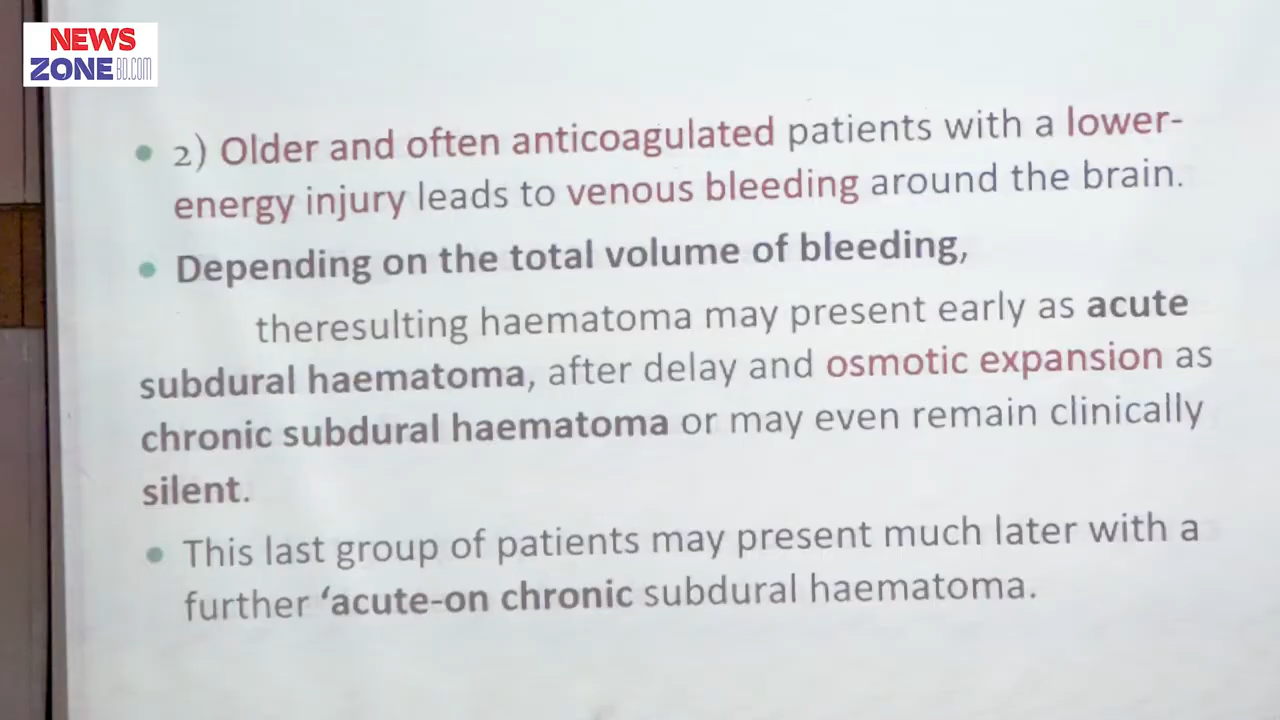 NEWS
ZONEBD.COM
• 2) Older and often anticoagulated patients with a lower-
energy injury leads to venous bleeding around the brain.
• Depending on the total volume of bleeding,
theresulting haematoma may present early as acute
subdural haematoma, after delay and osmotic expansion as
chronic subdural haematoma or may even remain clinically
silent.
• This last group of patients may present much later with a
further ‘acute-on chronic subdural haematoma.